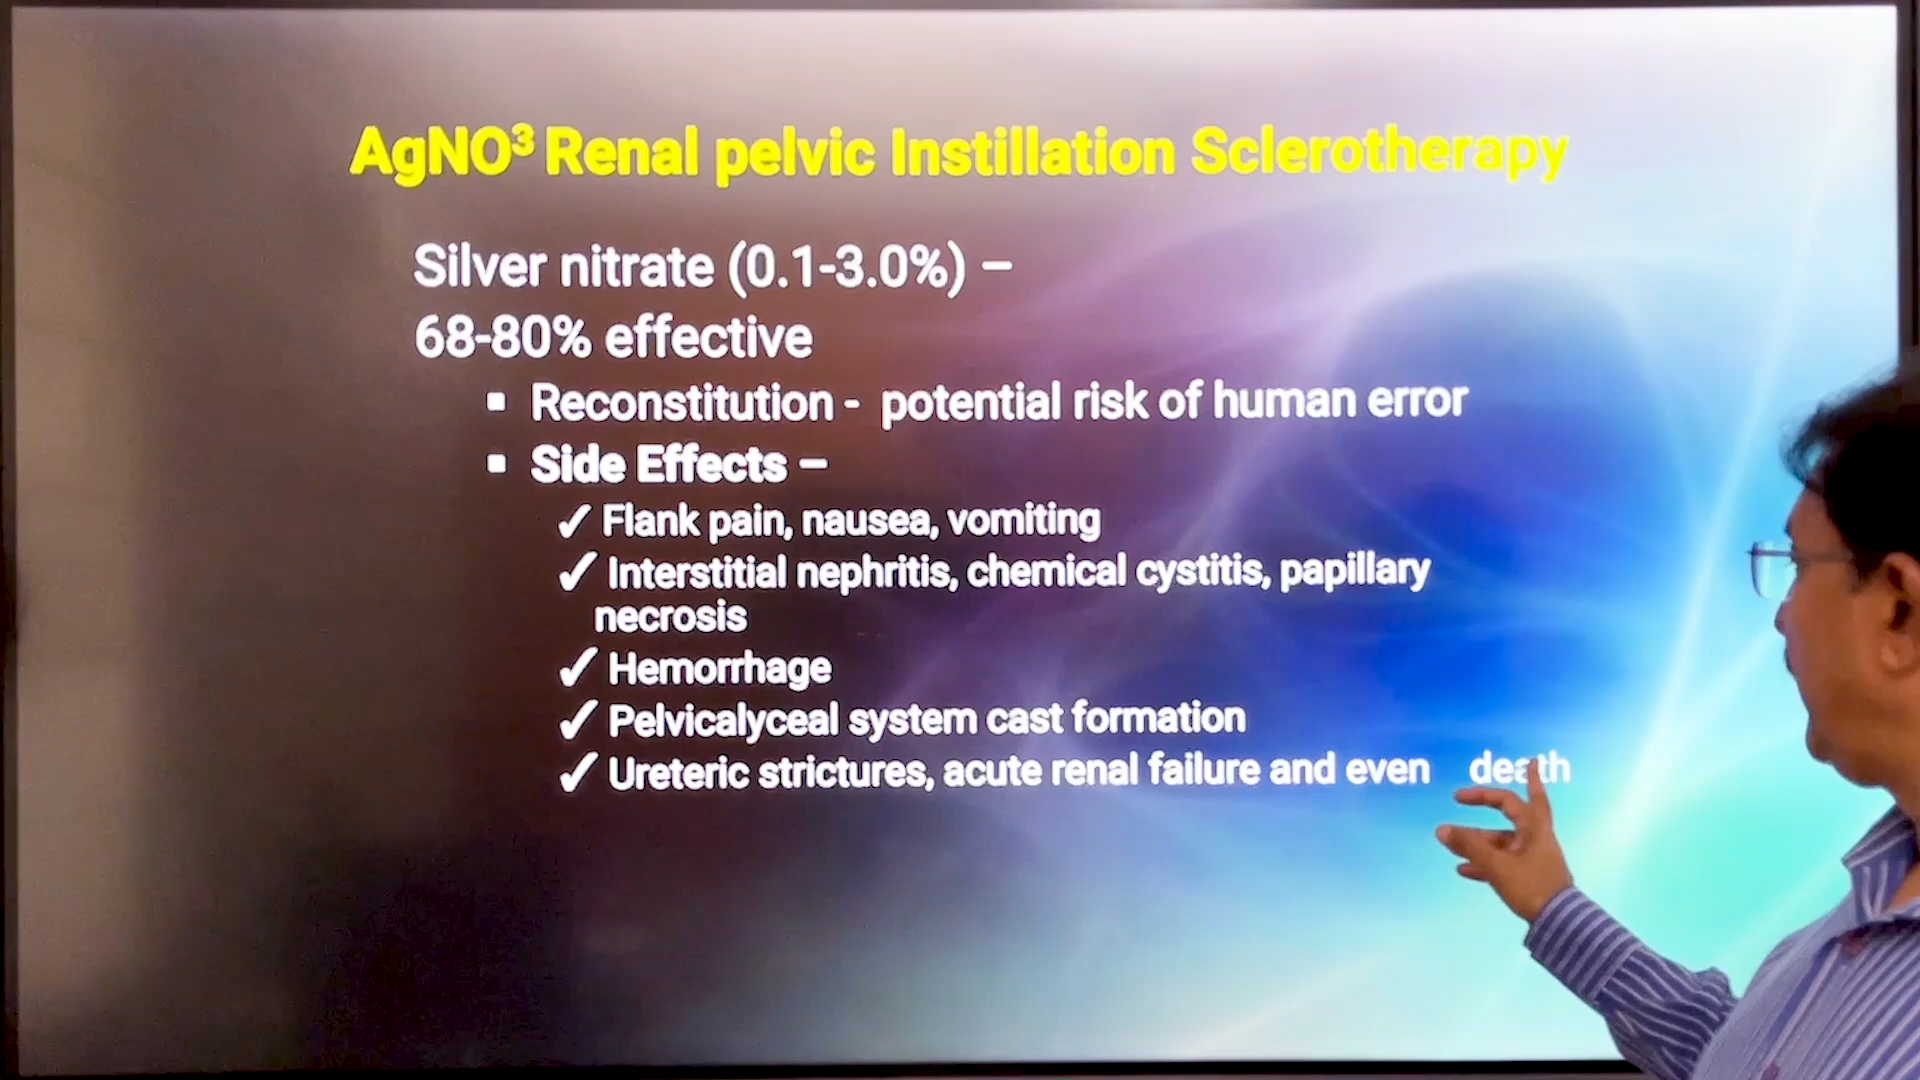 AgNO³ Renal pelvic Instillation Sclerotherapy
Silver nitrate (0.1-3.0%) –
68-80% effective
▪ Reconstitution - potential risk of human error
▪ Side Effects –
✓ Flank pain, nausea, vomiting
✓ Interstitial nephritis, chemical cystitis, papillary
necrosis
✓ Hemorrhage
✓ Pelvicalyceal system cast formation
✓ Ureteric strictures, acute renal failure and even death